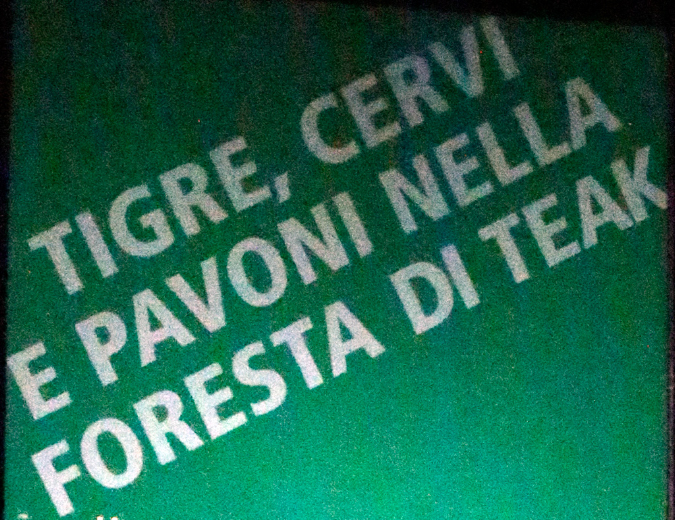 TIGRE, CERVI
E PAVONI NELLA
FORESTA DI TEAK